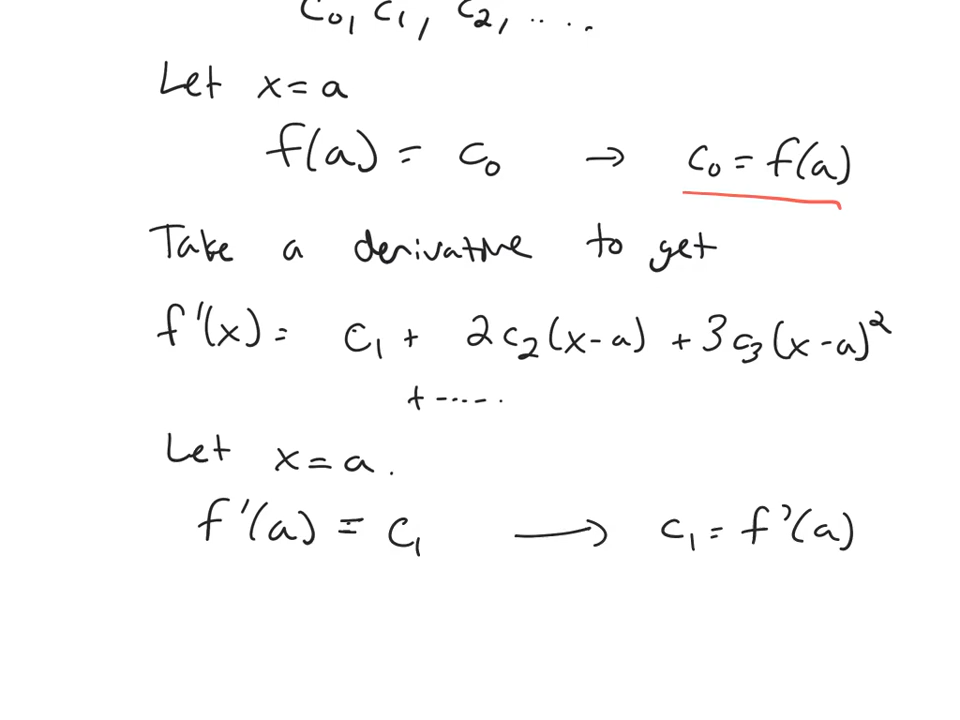 c₀, c₁, c₂, .....
Let x = a
f(a) = c₀ → c₀ = f(a)
Take a derivative to get
f'(x) = c₁ + 2c₂(x-a) + 3c₃(x-a)²
+ .....
Let x = a.
f'(a) = c₁ → c₁ = f'(a)